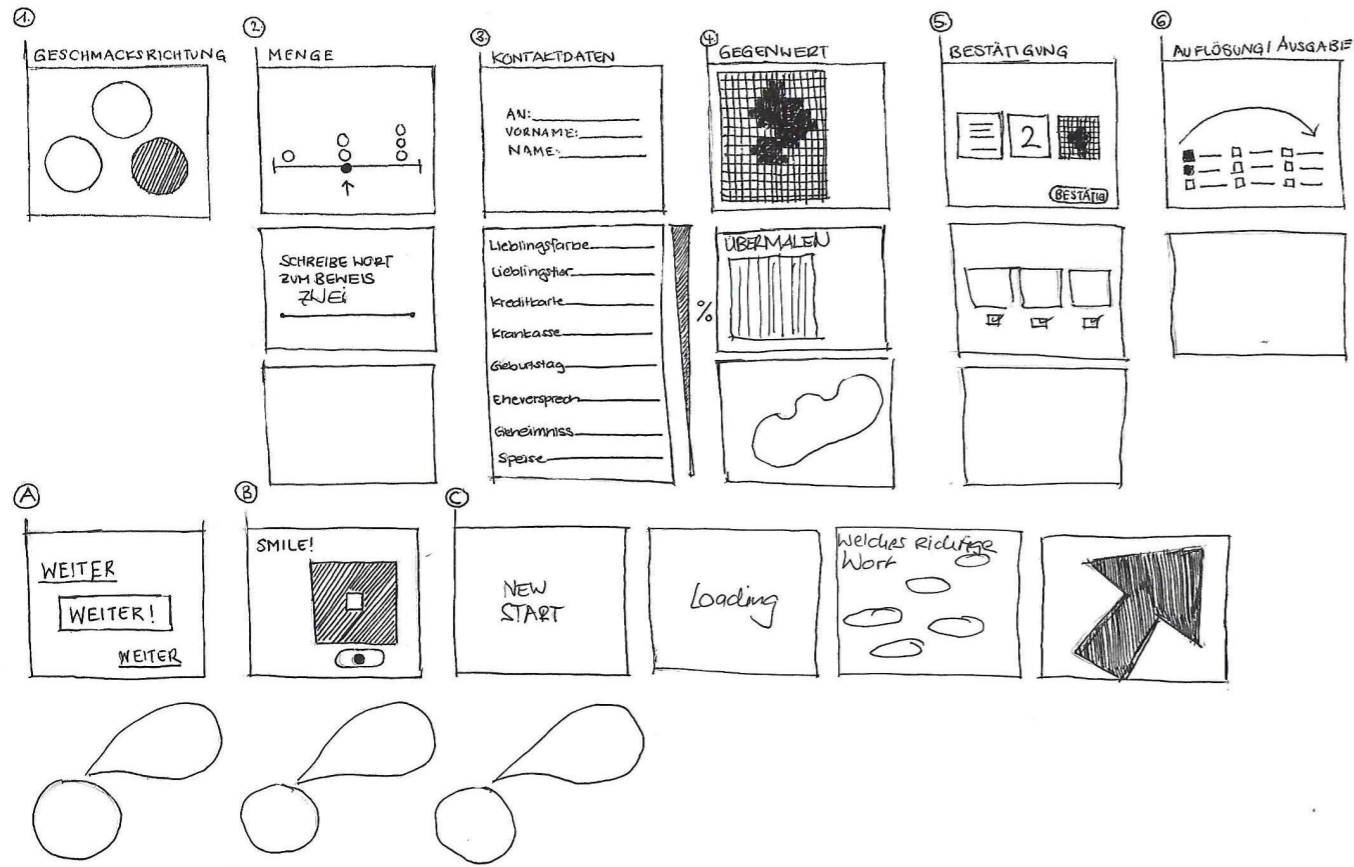 1.
GESCHMACKSRICHTUNG
2.
MENGE
SCHREIBE WORT
ZUM BEWEIS
ZWEI
3.
KONTAKTDATEN
AN:
VORNAME:
NAME:
Lieblingsfarbe
Lieblingstier
Kreditkarte
Krankasse
Geburtstag
Eheversprech
Geheimniss
Speise
%
4.
GEGENWERT
ÜBERMALEN
5.
BESTÄTIGUNG
2
BESTÄTIG
6
AUFLÖSUNG/AUSGABE
A
WEITER
WEITER!
WEITER
B
SMILE!
C
NEW
START
Loading
Welches Richtige
Wort